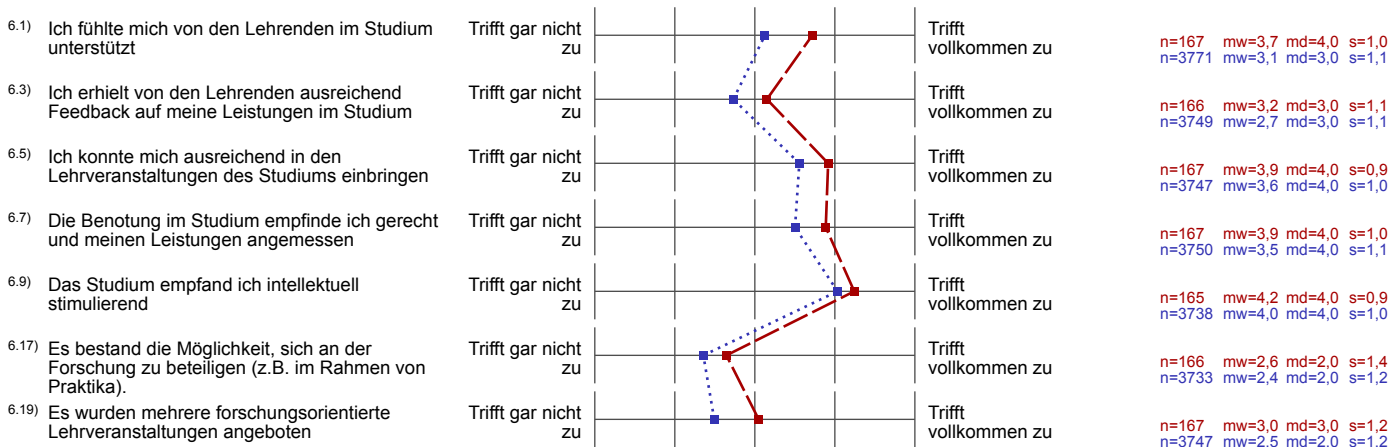 6.1) Ich fühlte mich von den Lehrenden im Studium Trifft gar nicht Trifft
unterstützt zu vollkommen zu
n=167 mw=3,7 md=4,0 s=1,0
n=3771 mw=3,1 md=3,0 s=1,1
6.3) Ich erhielt von den Lehrenden ausreichend Trifft gar nicht Trifft
Feedback auf meine Leistungen im Studium zu vollkommen zu
n=166 mw=3,2 md=3,0 s=1,1
n=3749 mw=2,7 md=3,0 s=1,1
6.5) Ich konnte mich ausreichend in den Trifft gar nicht Trifft
Lehrveranstaltungen des Studiums einbringen zu vollkommen zu
n=167 mw=3,9 md=4,0 s=0,9
n=3747 mw=3,6 md=4,0 s=1,0
6.7) Die Benotung im Studium empfinde ich gerecht Trifft gar nicht Trifft
und meinen Leistungen angemessen zu vollkommen zu
n=167 mw=3,9 md=4,0 s=1,0
n=3750 mw=3,5 md=4,0 s=1,1
6.9) Das Studium empfand ich intellektuell Trifft gar nicht Trifft
stimulierend zu vollkommen zu
n=165 mw=4,2 md=4,0 s=0,9
n=3738 mw=4,0 md=4,0 s=1,0
6.17) Es bestand die Möglichkeit, sich an der Trifft gar nicht Trifft
Forschung zu beteiligen (z.B. im Rahmen von zu vollkommen zu
Praktika).
n=166 mw=2,6 md=2,0 s=1,4
n=3733 mw=2,4 md=2,0 s=1,2
6.19) Es wurden mehrere forschungsorientierte Trifft gar nicht Trifft
Lehrveranstaltungen angeboten zu vollkommen zu
n=167 mw=3,0 md=3,0 s=1,2
n=3747 mw=2,5 md=2,0 s=1,2